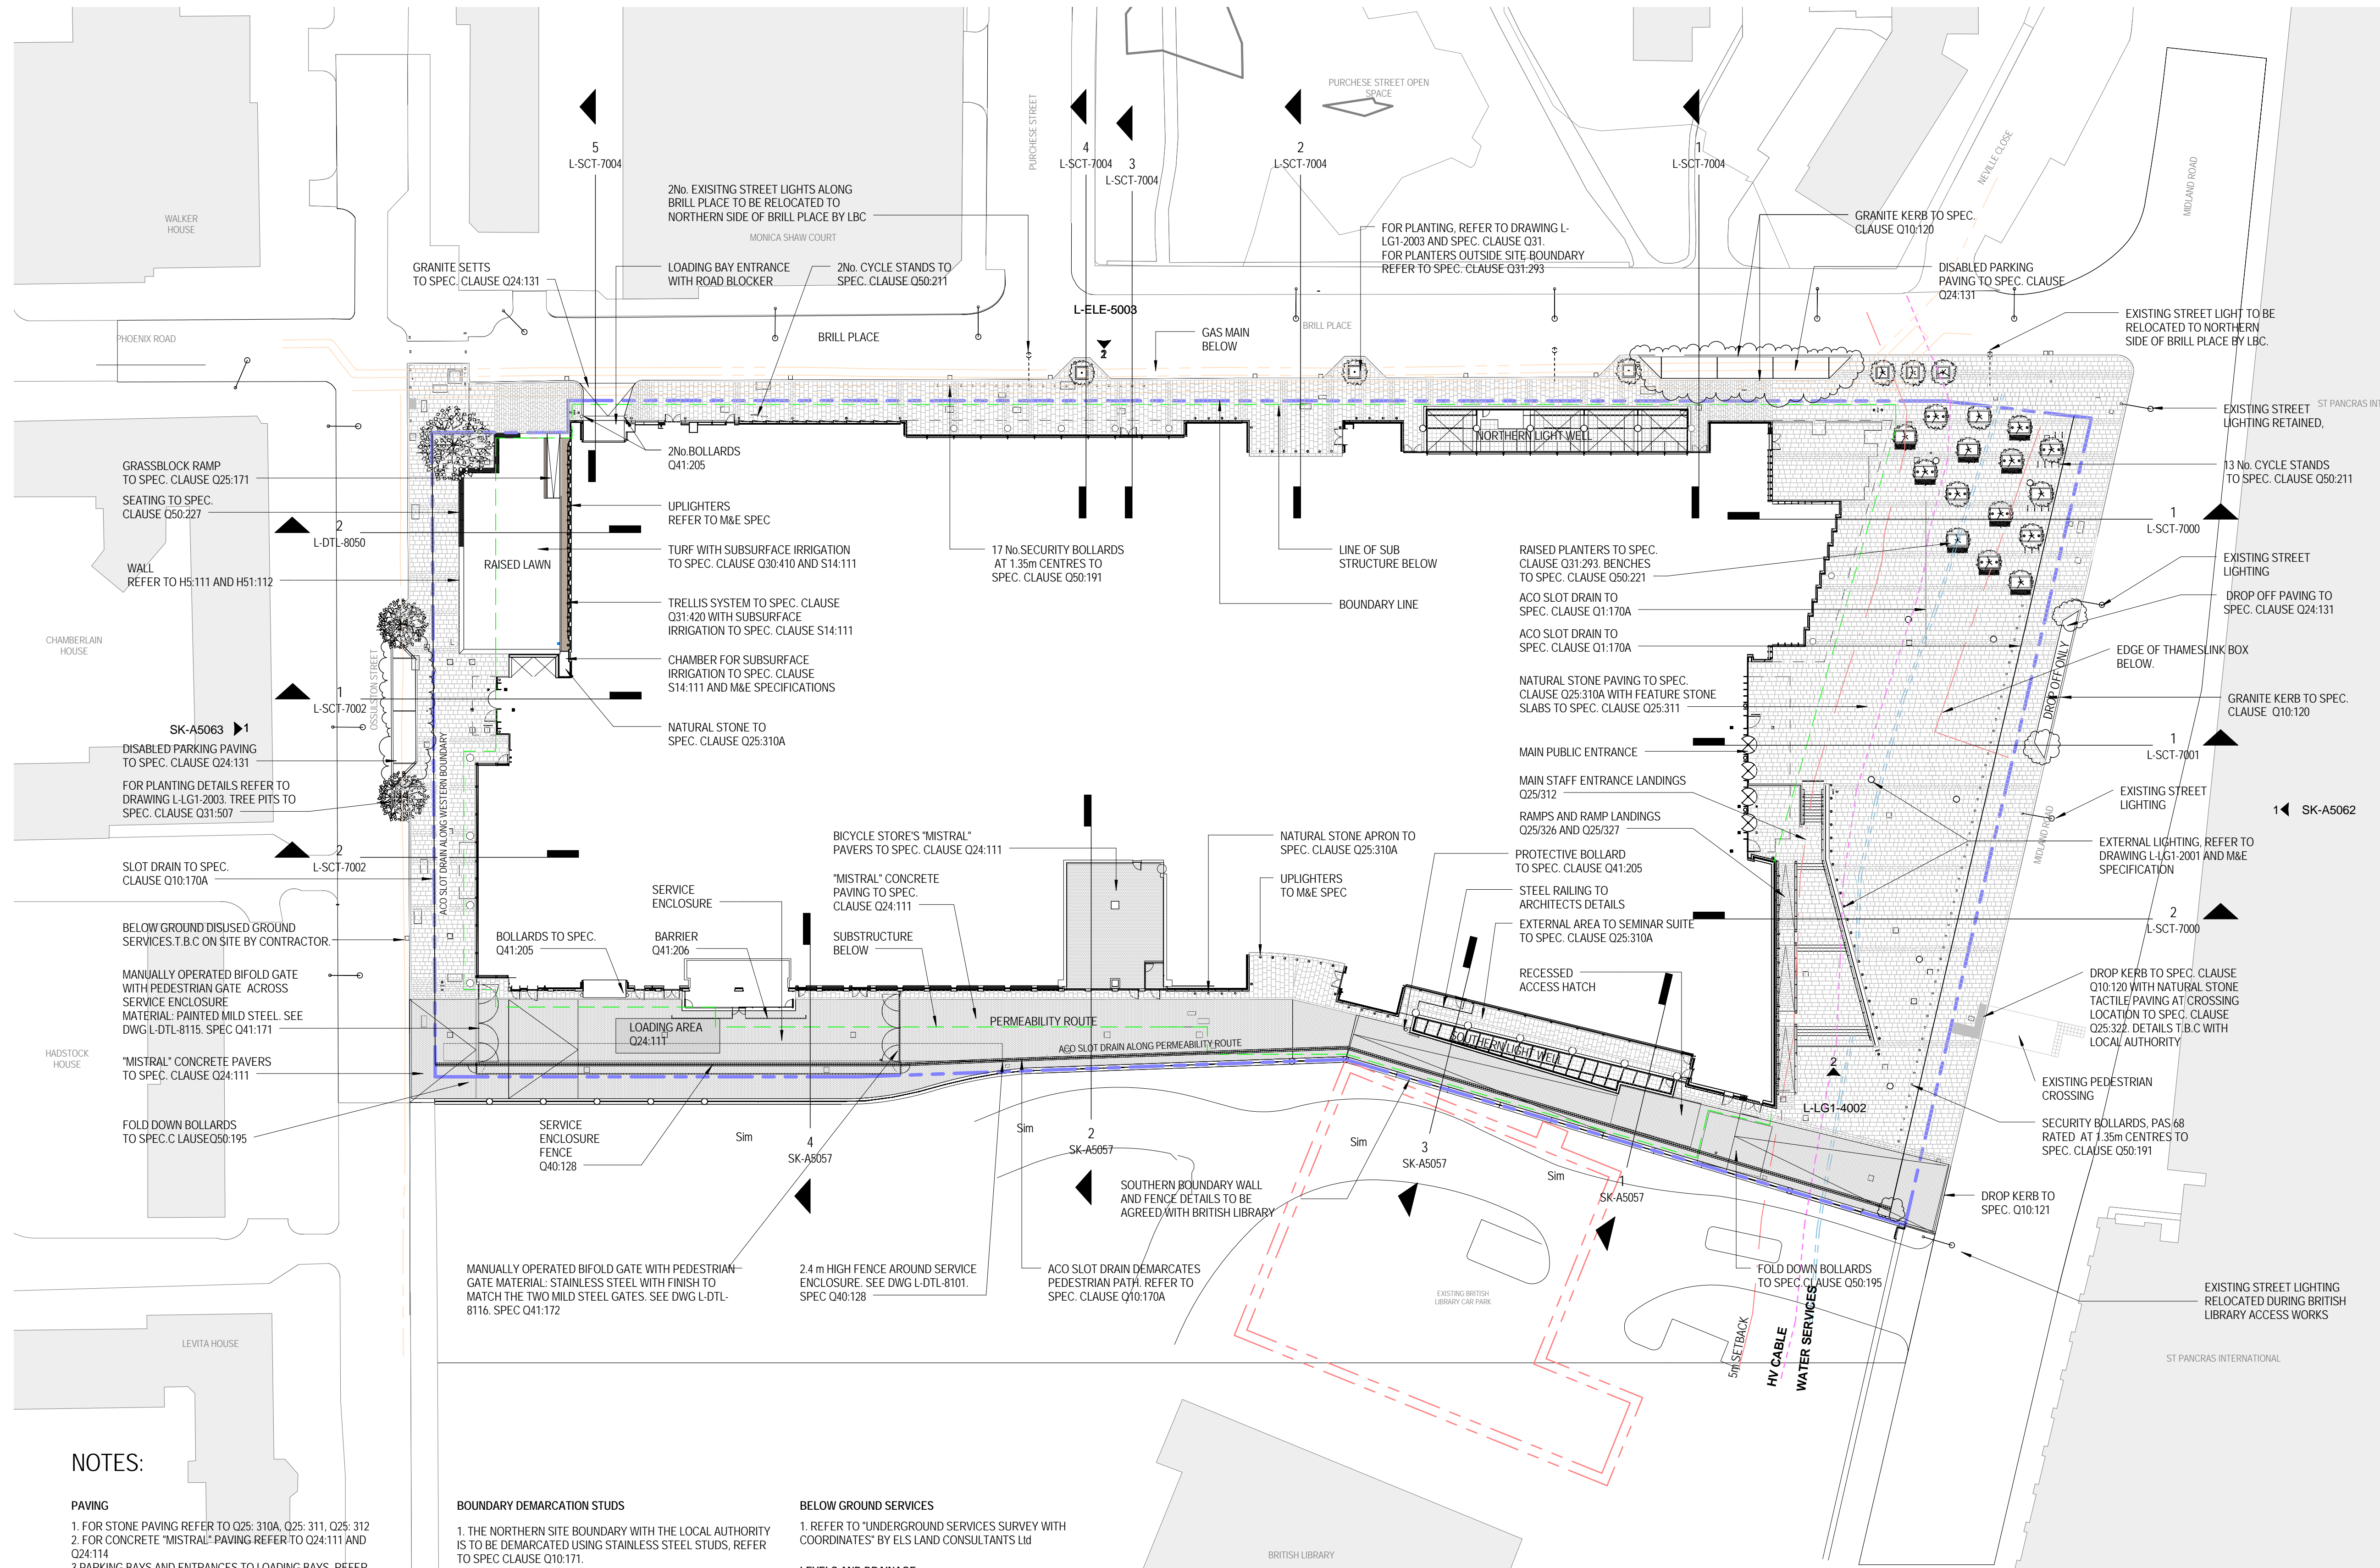 WALKER
HOUSE
5
L-SCT-7004
PURCHESE STREET
4
L-SCT-7004
3
L-SCT-7004
2
L-SCT-7004
PURCHESE STREET OPEN
SPACE
1
L-SCT-7004
NEVILLE CLOSE
MIDLAND ROAD
2No. EXISITNG STREET LIGHTS ALONG
BRILL PLACE TO BE RELOCATED TO
NORTHERN SIDE OF BRILL PLACE BY LBC
MONICA SHAW COURT
FOR PLANTING, REFER TO DRAWING L-
LG1-2003 AND SPEC. CLAUSE Q31.
FOR PLANTERS OUTSIDE SITE BOUNDARY
REFER TO SPEC. CLAUSE Q31:293
GRANITE KERB TO SPEC.
CLAUSE Q10:120
GRANITE SETTS
TO SPEC. CLAUSE Q24:131
LOADING BAY ENTRANCE
WITH ROAD BLOCKER
2No. CYCLE STANDS TO
SPEC. CLAUSE Q50:211
DISABLED PARKING
PAVING TO SPEC. CLAUSE
Q24:131
L-ELE-5003
2
EXISTING STREET LIGHT TO BE
RELOCATED TO NORTHERN
SIDE OF BRILL PLACE BY LBC.
PHOENIX ROAD
BRILL PLACE
GAS MAIN
BELOW
BRILL PLACE
ST PANCRAS INT
EXISTING STREET
LIGHTING RETAINED,
NORTHERN LIGHT WELL
2No.BOLLARDS
Q41:205
GRASSBLOCK RAMP
TO SPEC. CLAUSE Q25:171
13 No. CYCLE STANDS
TO SPEC. CLAUSE Q50:211
SEATING TO SPEC.
CLAUSE Q50:227
UPLIGHTERS
REFER TO M&E SPEC
2
L-DTL-8050
1
L-SCT-7000
RAISED LAWN
TURF WITH SUBSURFACE IRRIGATION
TO SPEC. CLAUSE Q30:410 AND S14:111
17 No.SECURITY BOLLARDS
AT 1.35m CENTRES TO
SPEC. CLAUSE Q50:191
LINE OF SUB
STRUCTURE BELOW
RAISED PLANTERS TO SPEC.
CLAUSE Q31:293. BENCHES
TO SPEC. CLAUSE Q50:221
EXISTING STREET
LIGHTING
WALL
REFER TO H5:111 AND H51:112
TRELLIS SYSTEM TO SPEC. CLAUSE
Q31:420 WITH SUBSURFACE
IRRIGATION TO SPEC. CLAUSE S14:111
BOUNDARY LINE
ACO SLOT DRAIN TO
SPEC. CLAUSE Q1:170A
DROP OFF PAVING TO
SPEC. CLAUSE Q24:131
ACO SLOT DRAIN TO
SPEC. CLAUSE Q1:170A
CHAMBERLAIN
HOUSE
OSSULSTON STREET
CHAMBER FOR SUBSURFACE
IRRIGATION TO SPEC. CLAUSE
S14:111 AND M&E SPECIFICATIONS
EDGE OF THAMESLINK BOX
BELOW.
DROP OFF ONLY
1
L-SCT-7002
NATURAL STONE PAVING TO SPEC.
CLAUSE Q25:310A WITH FEATURE STONE
SLABS TO SPEC. CLAUSE Q25:311
GRANITE KERB TO SPEC.
CLAUSE Q10:120
SK-A5063
1
NATURAL STONE TO
SPEC. CLAUSE Q25:310A
DISABLED PARKING PAVING
TO SPEC. CLAUSE Q24:131
MAIN PUBLIC ENTRANCE
1
L-SCT-7001
FOR PLANTING DETAILS REFER TO
DRAWING L-LG1-2003. TREE PITS TO
SPEC. CLAUSE Q31:507
ACO SLOT DRAIN ALONG WESTERN BOUNDARY
MAIN STAFF ENTRANCE LANDINGS
Q25/312
EXISTING STREET
LIGHTING
1
SK-A5062
RAMPS AND RAMP LANDINGS
Q25/326 AND Q25/327
MIDLAND ROAD
BICYCLE STORE'S "MISTRAL"
PAVERS TO SPEC. CLAUSE Q24:111
NATURAL STONE APRON TO
SPEC. CLAUSE Q25:310A
EXTERNAL LIGHTING, REFER TO
DRAWING L-LG1-2001 AND M&E
SPECIFICATION
2
L-SCT-7002
PROTECTIVE BOLLARD
TO SPEC. CLAUSE Q41:205
SLOT DRAIN TO SPEC.
CLAUSE Q10:170A
SERVICE
ENCLOSURE
"MISTRAL" CONCRETE
PAVING TO SPEC.
CLAUSE Q24:111
UPLIGHTERS
TO M&E SPEC
STEEL RAILING TO
ARCHITECTS DETAILS
2
L-SCT-7000
BELOW GROUND DISUSED GROUND
SERVICES.T.B.C ON SITE BY CONTRACTOR.
BOLLARDS TO SPEC.
Q41:205
BARRIER
Q41:206
SUBSTRUCTURE
BELOW
EXTERNAL AREA TO SEMINAR SUITE
TO SPEC. CLAUSE Q25:310A
MANUALLY OPERATED BIFOLD GATE
WITH PEDESTRIAN GATE ACROSS
SERVICE ENCLOSURE
MATERIAL: PAINTED MILD STEEL. SEE
DWG L-DTL-8115. SPEC Q41:171
RECESSED
ACCESS HATCH
DROP KERB TO SPEC. CLAUSE
Q10:120 WITH NATURAL STONE
TACTILE PAVING AT CROSSING
LOCATION TO SPEC. CLAUSE
Q25:322. DETAILS T.B.C WITH
LOCAL AUTHORITY
LOADING AREA
Q24:111
PERMEABILITY ROUTE
ACO SLOT DRAIN ALONG PERMEABILITY ROUTE
SOUTHERN LIGHT WELL
HADSTOCK
HOUSE
"MISTRAL" CONCRETE PAVERS
TO SPEC. CLAUSE Q24:111
2
L-LG1-4002
EXISTING PEDESTRIAN
CROSSING
FOLD DOWN BOLLARDS
TO SPEC.C LAUSEQ50:195
SERVICE
ENCLOSURE
FENCE
Q40:128
Sim
4
SK-A5057
Sim
2
SK-A5057
Sim
3
SK-A5057
Sim
1
SK-A5057
SECURITY BOLLARDS, PAS 68
RATED AT 1.35m CENTRES TO
SPEC. CLAUSE Q50:191
SOUTHERN BOUNDARY WALL
AND FENCE DETAILS TO BE
AGREED WITH BRITISH LIBRARY
DROP KERB TO
SPEC. Q10:121
MANUALLY OPERATED BIFOLD GATE WITH PEDESTRIAN
GATE MATERIAL: STAINLESS STEEL WITH FINISH TO
MATCH THE TWO MILD STEEL GATES. SEE DWG L-DTL-
8116. SPEC Q41:172
2.4 m HIGH FENCE AROUND SERVICE
ENCLOSURE. SEE DWG L-DTL-8101.
SPEC Q40:128
ACO SLOT DRAIN DEMARCATES
PEDESTRIAN PATH. REFER TO
SPEC. CLAUSE Q10:170A
EXISTING BRITISH
LIBRARY CAR PARK
FOLD DOWN BOLLARDS
TO SPEC.CLAUSE Q50:195
EXISTING STREET LIGHTING
RELOCATED DURING BRITISH
LIBRARY ACCESS WORKS
5m SETBACK
HV CABLE
WATER SERVICES
LEVITA HOUSE
ST PANCRAS INTERNATIONAL
NOTES:
PAVING
1. FOR STONE PAVING REFER TO Q25: 310A, Q25: 311, Q25: 312
2. FOR CONCRETE "MISTRAL" PAVING REFER TO Q24:111 AND
Q24:114
3.PARKING BAYS AND ENTRANCES TO LOADING BAYS, REFER
BOUNDARY DEMARCATION STUDS
1. THE NORTHERN SITE BOUNDARY WITH THE LOCAL AUTHORITY
IS TO BE DEMARCATED USING STAINLESS STEEL STUDS, REFER
TO SPEC CLAUSE Q10:171.
BELOW GROUND SERVICES
1. REFER TO "UNDERGROUND SERVICES SURVEY WITH
COORDINATES" BY ELS LAND CONSULTANTS Ltd
LEVELS AND DRAINAGE
BRITISH LIBRARY